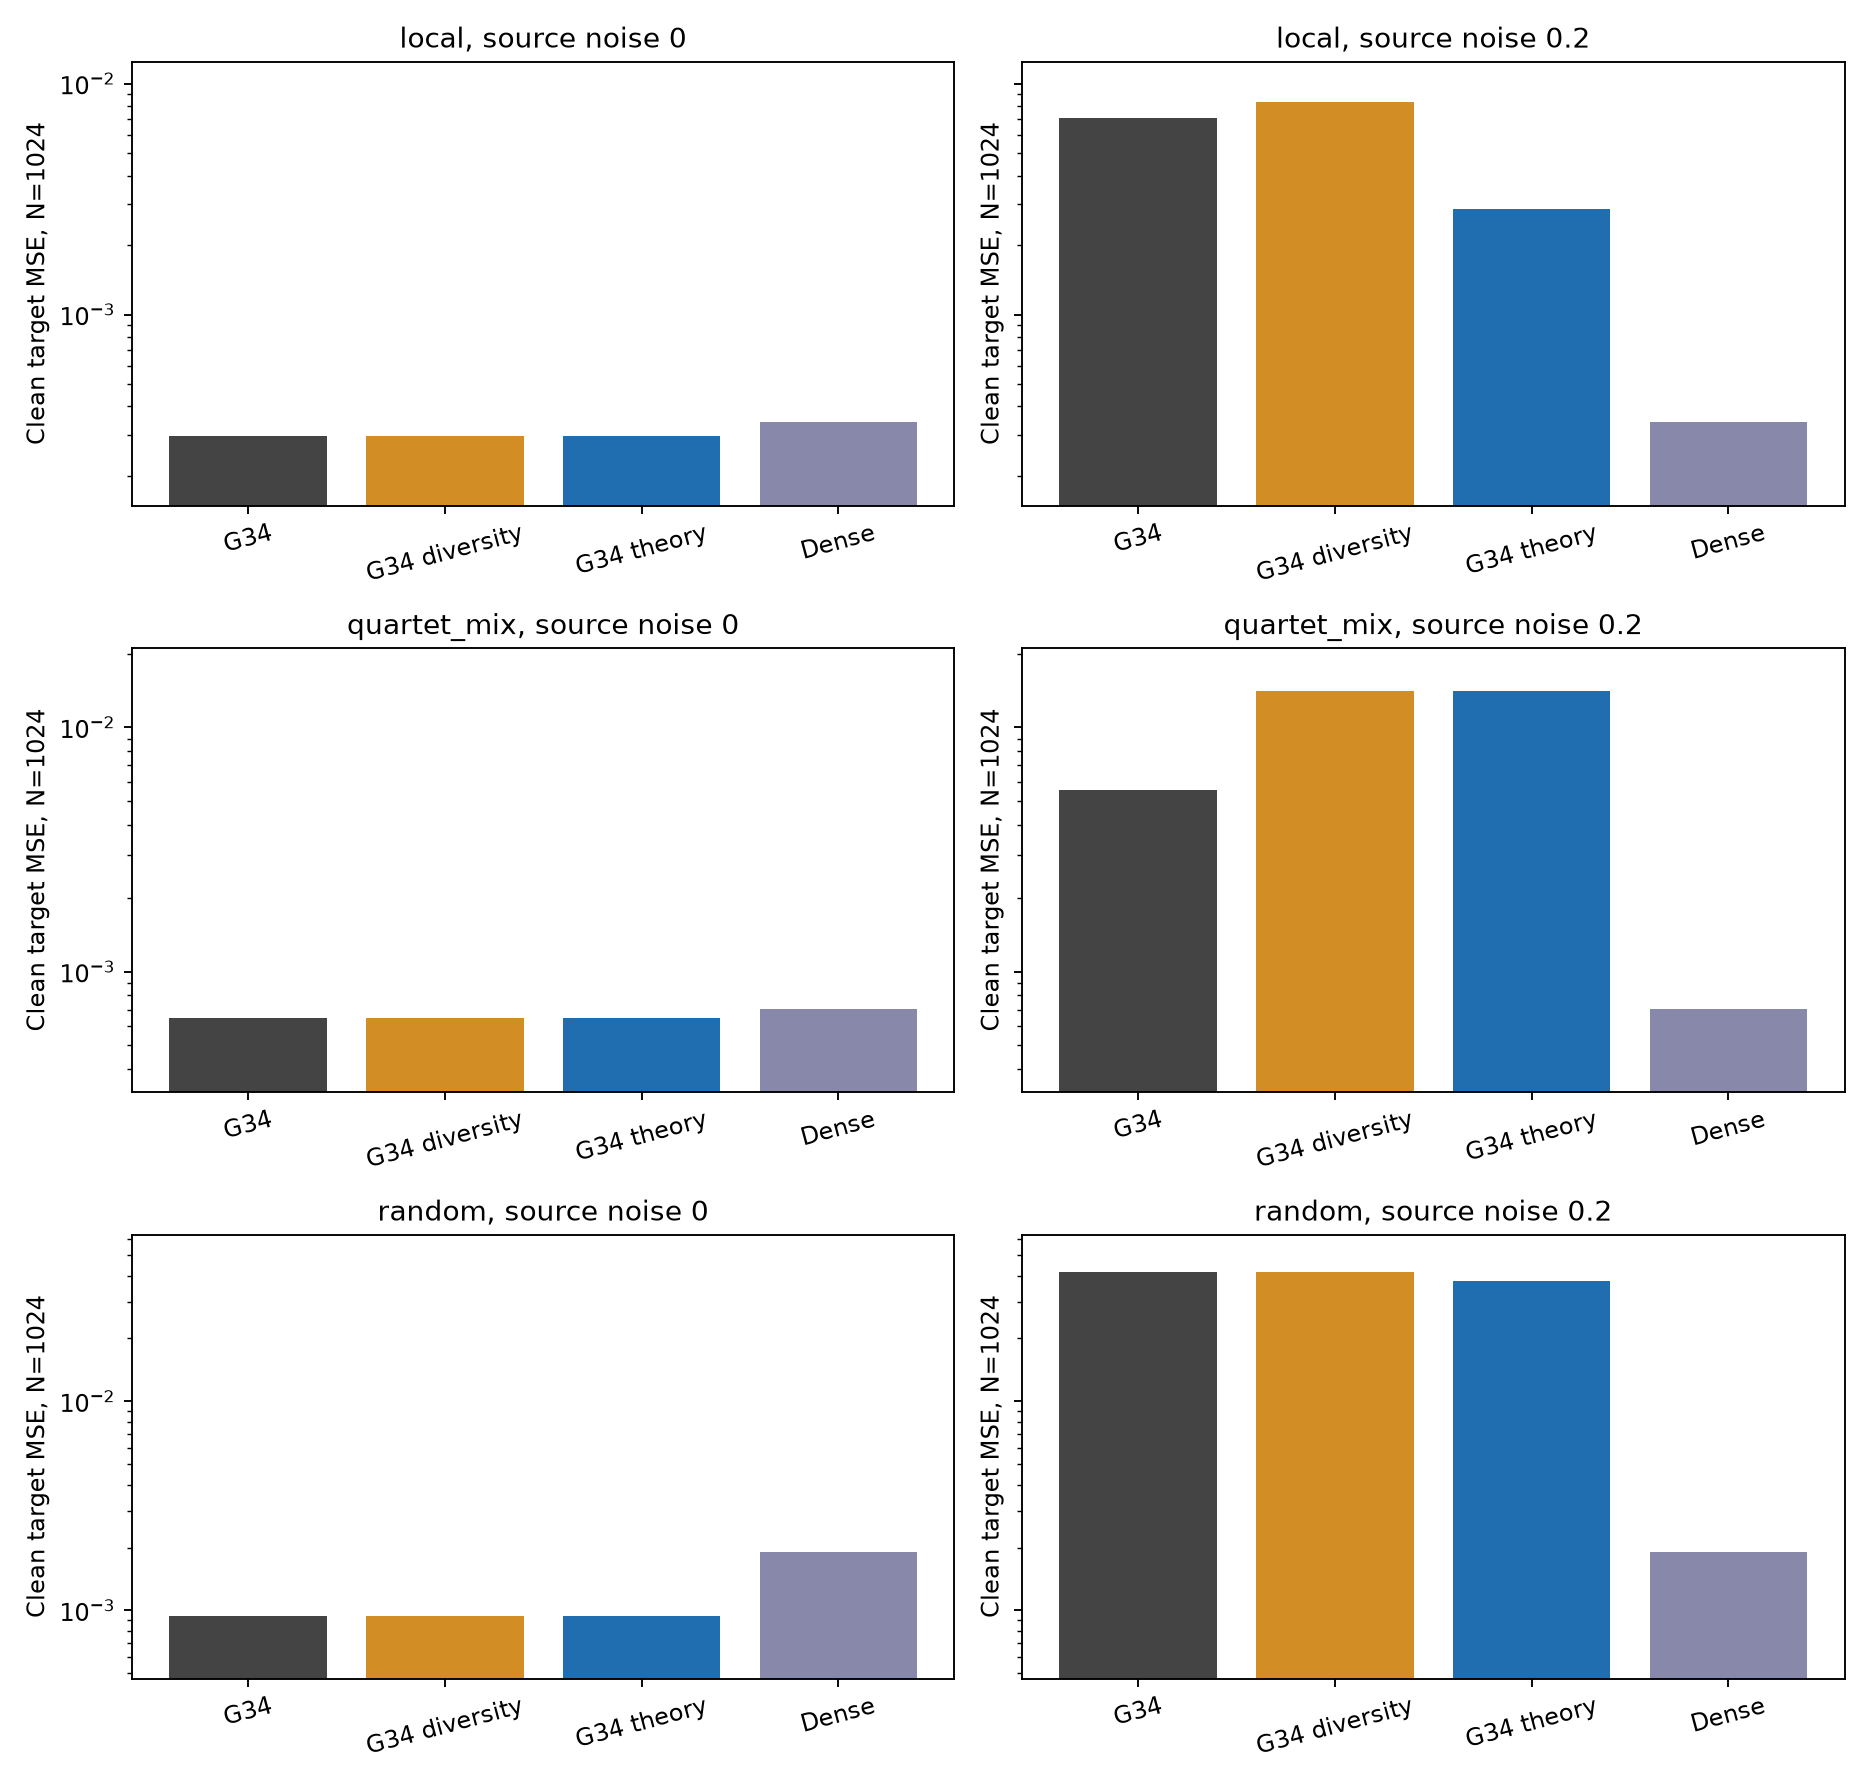 local, source noise 0
10⁻²
10⁻³
Clean target MSE, N=1024
G34
G34 diversity
G34 theory
Dense
local, source noise 0.2
Clean target MSE, N=1024
G34
G34 diversity
G34 theory
Dense
quartet_mix, source noise 0
10⁻²
10⁻³
Clean target MSE, N=1024
G34
G34 diversity
G34 theory
Dense
quartet_mix, source noise 0.2
Clean target MSE, N=1024
G34
G34 diversity
G34 theory
Dense
random, source noise 0
10⁻²
10⁻³
Clean target MSE, N=1024
G34
G34 diversity
G34 theory
Dense
random, source noise 0.2
Clean target MSE, N=1024
G34
G34 diversity
G34 theory
Dense